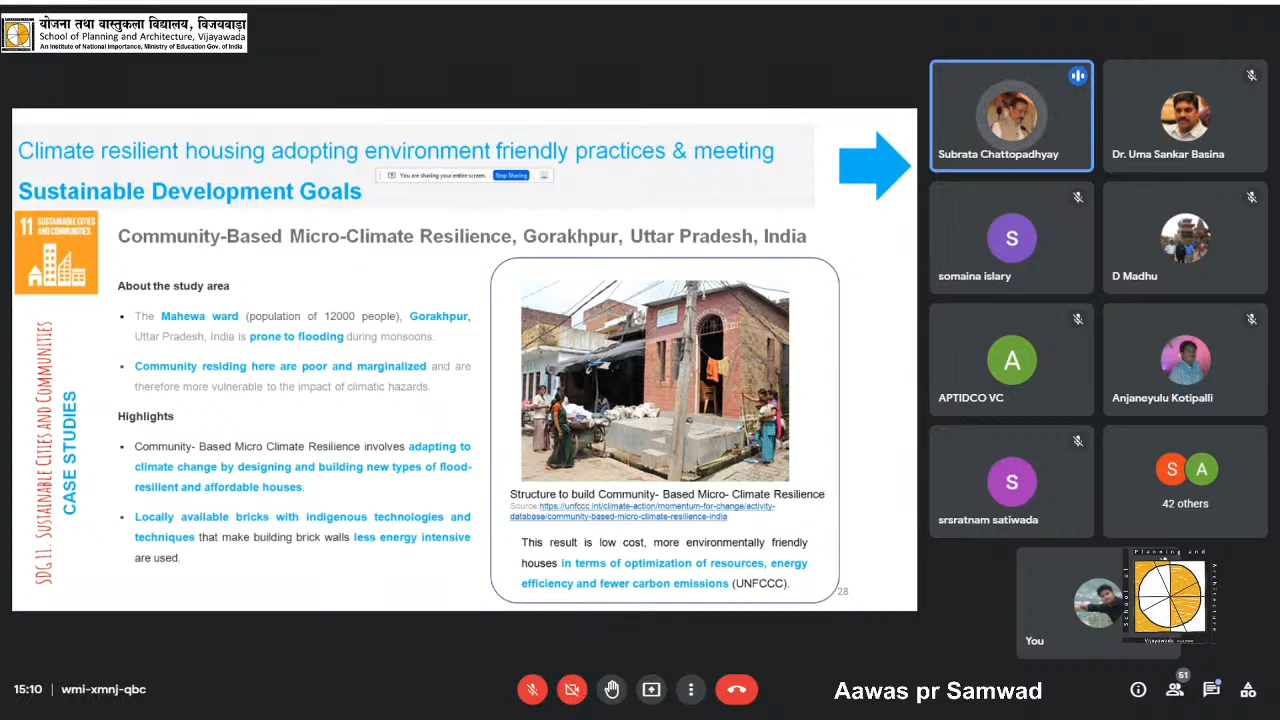 योजना तथा वास्तुकला विद्यालय, विजयवाड़ा
School of Planning and Architecture, Vijayawada
An Institute of National Importance, Ministry of Education Gov. of India
Climate resilient housing adopting environment friendly practices & meeting
Sustainable Development Goals
You are sharing your entire screen.
Stop Sharing
11 SUSTAINABLE CITIES
AND COMMUNITIES
Community-Based Micro-Climate Resilience, Gorakhpur, Uttar Pradesh, India
SDG 11. Sustainable Cities and Communities
CASE STUDIES
About the study area
▪ The Mahewa ward (population of 12000 people), Gorakhpur,
Uttar Pradesh, India is prone to flooding during monsoons.
▪ Community residing here are poor and marginalized and are
therefore more vulnerable to the impact of climatic hazards.
Highlights
▪ Community- Based Micro Climate Resilience involves adapting to
climate change by designing and building new types of flood-
resilient and affordable houses.
▪ Locally available bricks with indigenous technologies and
techniques that make building brick walls less energy intensive
are used.
Structure to build Community- Based Micro- Climate Resilience
Source:https://unfccc.int/climate-action/momentum-for-change/activity-
database/community-based-micro-climate-resilience-india
This result is low cost, more environmentally friendly
houses in terms of optimization of resources, energy
efficiency and fewer carbon emissions (UNFCCC).
28
Subrata Chattopadhyay
Dr. Uma Sankar Basina
S
somaina islary
D Madhu
A
APTIDCO VC
Anjaneyulu Kotipalli
S
srsratnam satiwada
S A
42 others
You
School of
Planning and
Architecture
Vijayawada
15:10 | wmi-xmnj-qbc
Aawas pr Samwad
51